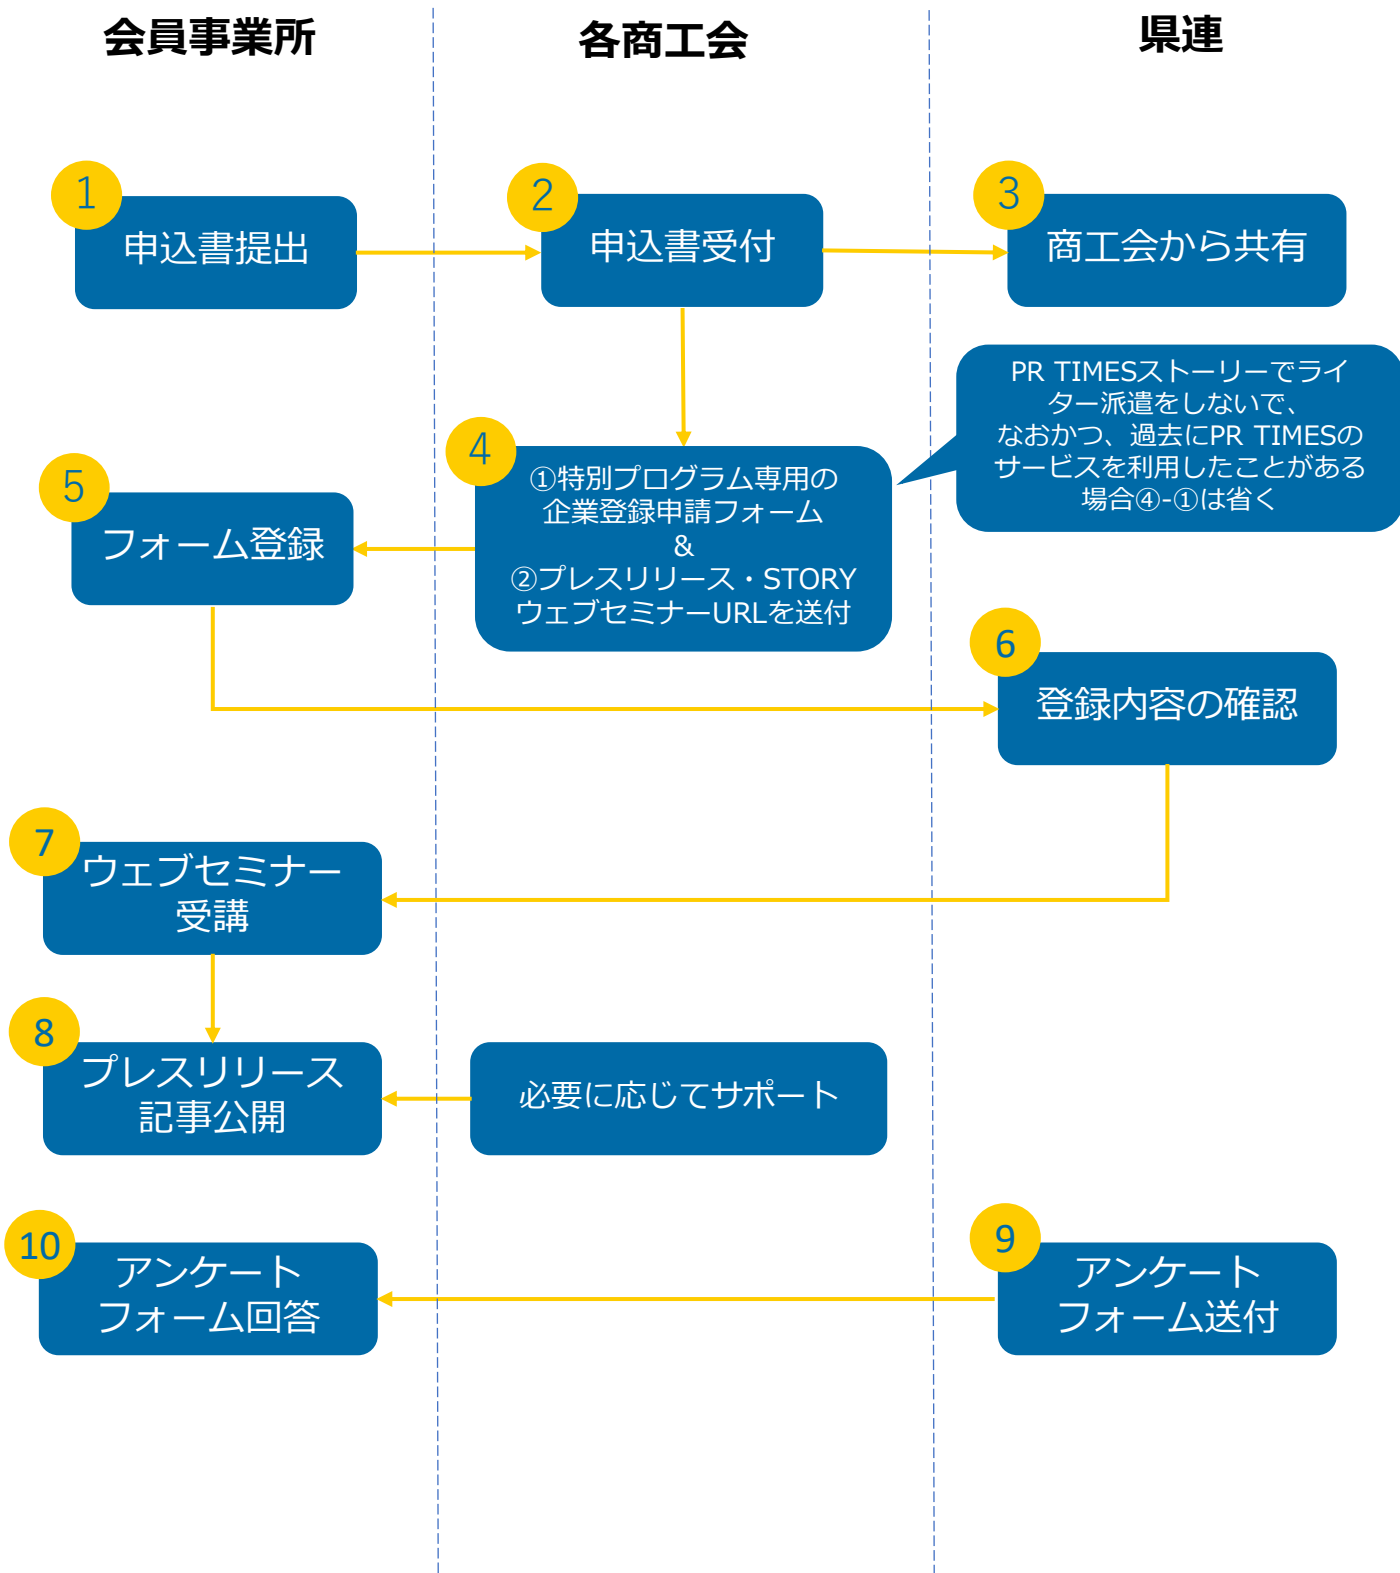 会員事業所
各商工会
県連
1
申込書提出
2
申込書受付
3
商工会から共有
PR TIMESストーリーでライ
ター派遣をしないで、
なおかつ、過去にPR TIMESの
サービスを利用したことがある
場合④-①は省く
4
①特別プログラム専用の
企業登録申請フォーム
&
②プレスリリース・STORY
ウェブセミナーURLを送付
5
フォーム登録
6
登録内容の確認
7
ウェブセミナー
受講
8
プレスリリース
記事公開
必要に応じてサポート
9
アンケート
フォーム送付
10
アンケート
フォーム回答